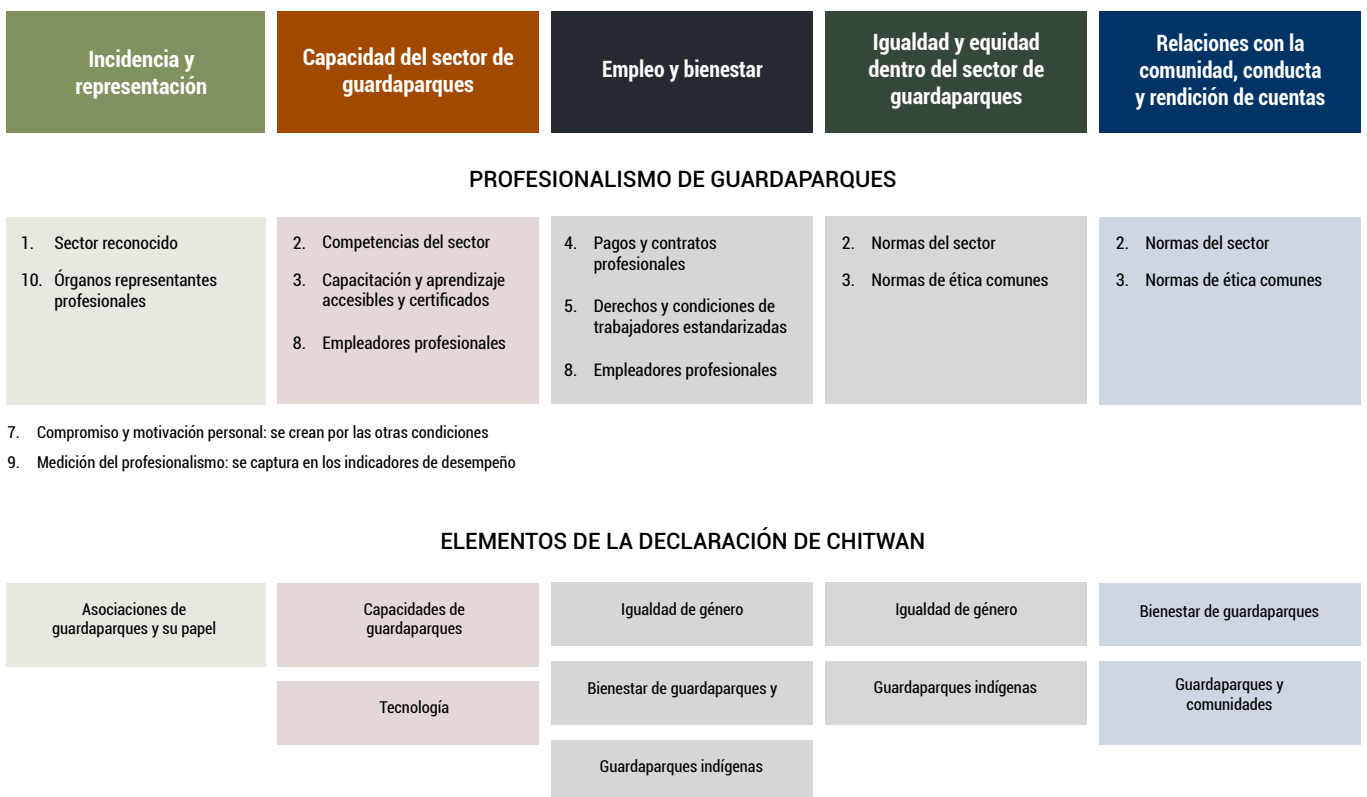 Incidencia y
representación
Capacidad del sector de
guardaparques
Empleo y bienestar
Igualdad y equidad
dentro del sector de
guardaparques
Relaciones con la
comunidad, conducta
y rendición de cuentas
PROFESIONALISMO DE GUARDAPARQUES
1. Sector reconocido
10. Órganos representantes
profesionales
2. Competencias del sector
3. Capacitación y aprendizaje
accesibles y certificados
8. Empleadores profesionales
4. Pagos y contratos
profesionales
5. Derechos y condiciones de
trabajadores estandarizadas
8. Empleadores profesionales
2. Normas del sector
3. Normas de ética comunes
2. Normas del sector
3. Normas de ética comunes
7. Compromiso y motivación personal: se crean por las otras condiciones
9. Medición del profesionalismo: se captura en los indicadores de desempeño
ELEMENTOS DE LA DECLARACIÓN DE CHITWAN
Asociaciones de
guardaparques y su papel
Capacidades de
guardaparques
Tecnología
Igualdad de género
Bienestar de guardaparques y
Guardaparques indígenas
Igualdad de género
Guardaparques indígenas
Bienestar de guardaparques
Guardaparques y
comunidades